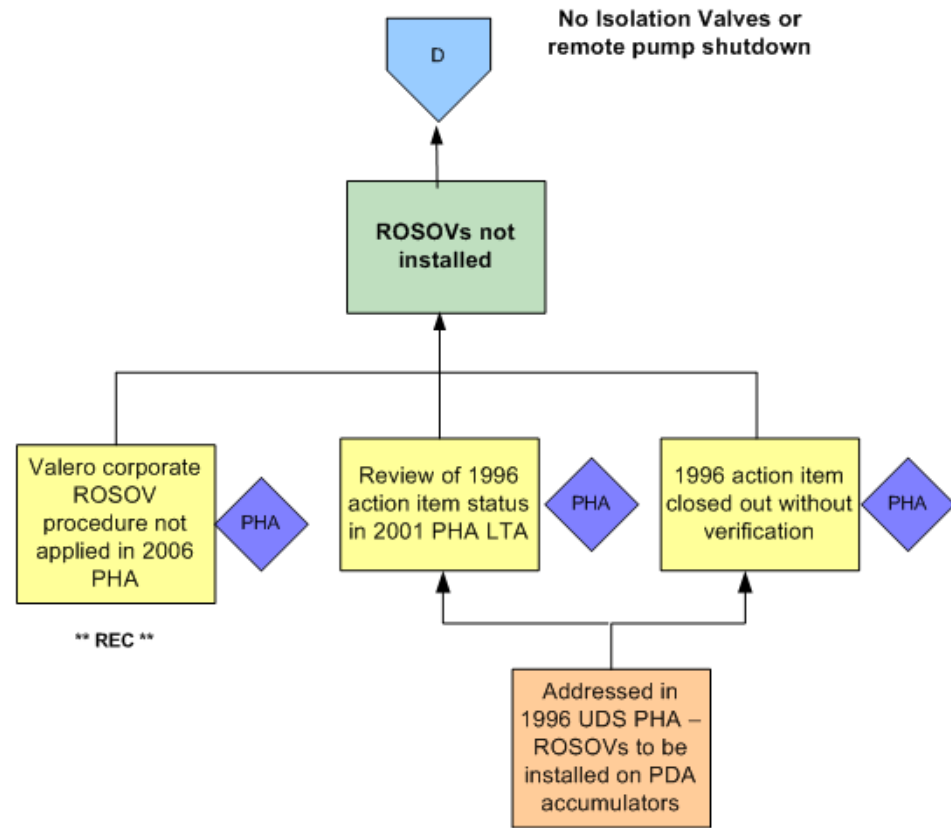 No Isolation Valves or
remote pump shutdown
D
ROSOVs not
installed
Valero corporate
ROSOV
procedure not
applied in 2006
PHA
PHA
Review of 1996
action item status
in 2001 PHA LTA
PHA
1996 action item
closed out without
verification
PHA
** REC **
Addressed in
1996 UDS PHA –
ROSOVs to be
installed on PDA
accumulators